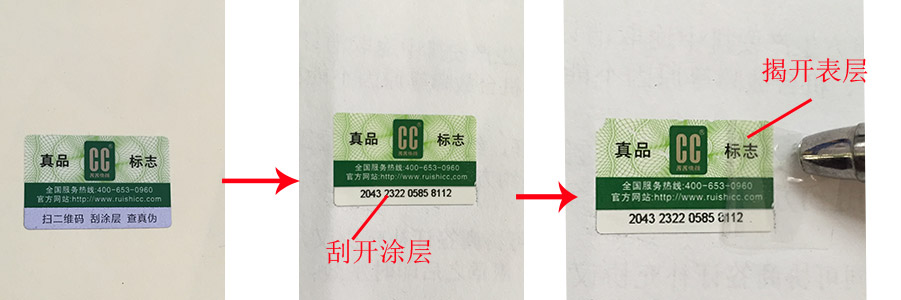 真品 CC® 标志
全国服务热线:400-653-0960
官方网站:http://www.ruishicc.com
扫二维码 刮涂层 查真伪
真品 CC® 标志
全国服务热线:400-653-0960
官方网站:http://www.ruishicc.com
2043 2322 0585 8112
刮开涂层
揭开表层
真品 CC® 标志
全国服务热线:400-653-0960
官方网站:http://www.ruishicc.com
2043 2322 0585 8112